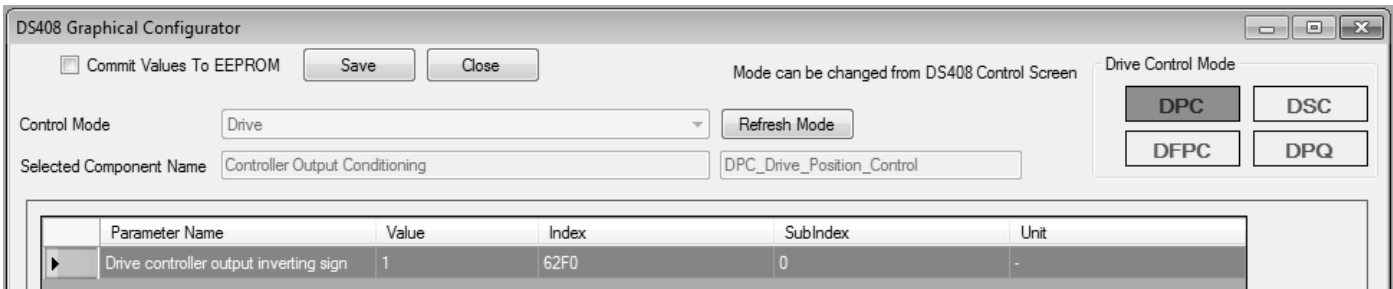 DS408 Graphical Configurator
Commit Values To EEPROM Save Close
Mode can be changed from DS408 Control Screen
Drive Control Mode
DPC DSC
DFPC DPQ
Control Mode Drive Refresh Mode
Selected Component Name Controller Output Conditioning DPC_Drive_Position_Control
Parameter Name Value Index SubIndex Unit
Drive controller output inverting sign 1 62F0 0 -